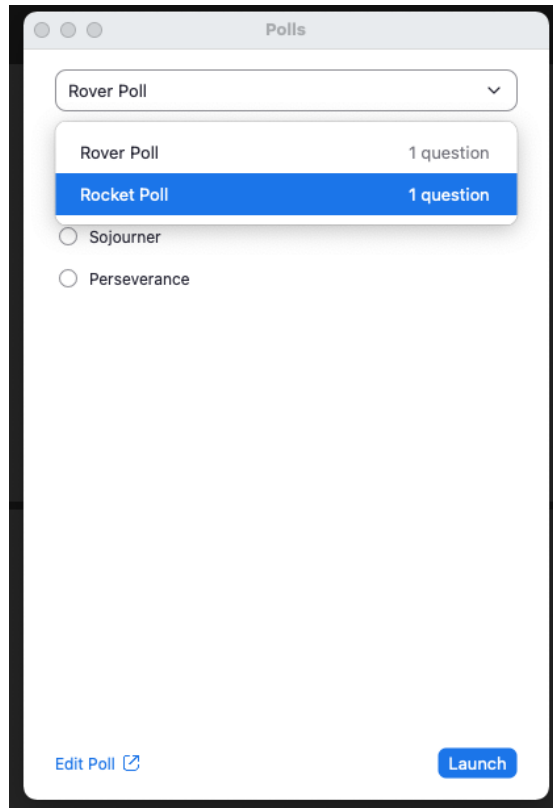 Polls
Rover Poll
Rover Poll 1 question
Rocket Poll 1 question
Sojourner
Perseverance
Edit Poll Launch